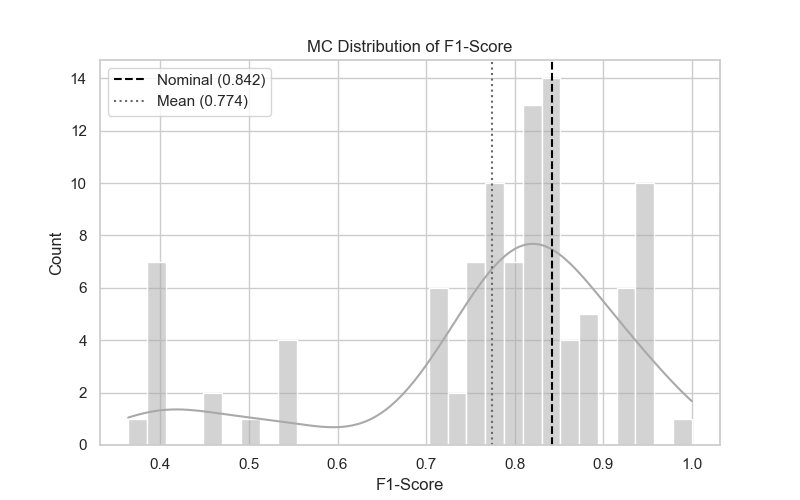 MC Distribution of F1-Score
Nominal (0.842)
Mean (0.774)
14
12
10
8
6
4
2
0
Count
0.4 0.5 0.6 0.7 0.8 0.9 1.0
F1-Score